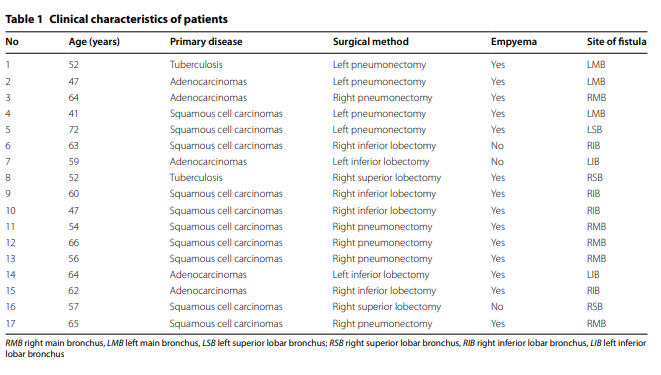 Table 1 Clinical characteristics of patients
No Age (years) Primary disease Surgical method Empyema Site of fistula
1 52 Tuberculosis Left pneumonectomy Yes LMB
2 47 Adenocarcinomas Left pneumonectomy Yes LMB
3 64 Adenocarcinomas Right pneumonectomy Yes RMB
4 41 Squamous cell carcinomas Left pneumonectomy Yes LMB
5 72 Squamous cell carcinomas Left pneumonectomy Yes LSB
6 63 Squamous cell carcinomas Right inferior lobectomy No RIB
7 59 Adenocarcinomas Left inferior lobectomy No LIB
8 52 Tuberculosis Right superior lobectomy Yes RSB
9 60 Squamous cell carcinomas Right inferior lobectomy Yes RIB
10 47 Squamous cell carcinomas Right inferior lobectomy Yes RIB
11 54 Squamous cell carcinomas Right pneumonectomy Yes RMB
12 66 Squamous cell carcinomas Right pneumonectomy Yes RMB
13 56 Squamous cell carcinomas Right pneumonectomy Yes RMB
14 64 Adenocarcinomas Left inferior lobectomy Yes LIB
15 62 Adenocarcinomas Right inferior lobectomy Yes RIB
16 57 Squamous cell carcinomas Right superior lobectomy No RSB
17 65 Squamous cell carcinomas Right pneumonectomy Yes RMB
RMB right main bronchus, LMB left main bronchus, LSB left superior lobar bronchus; RSB right superior lobar bronchus, RIB right inferior lobar bronchus, LIB left inferior
lobar bronchus